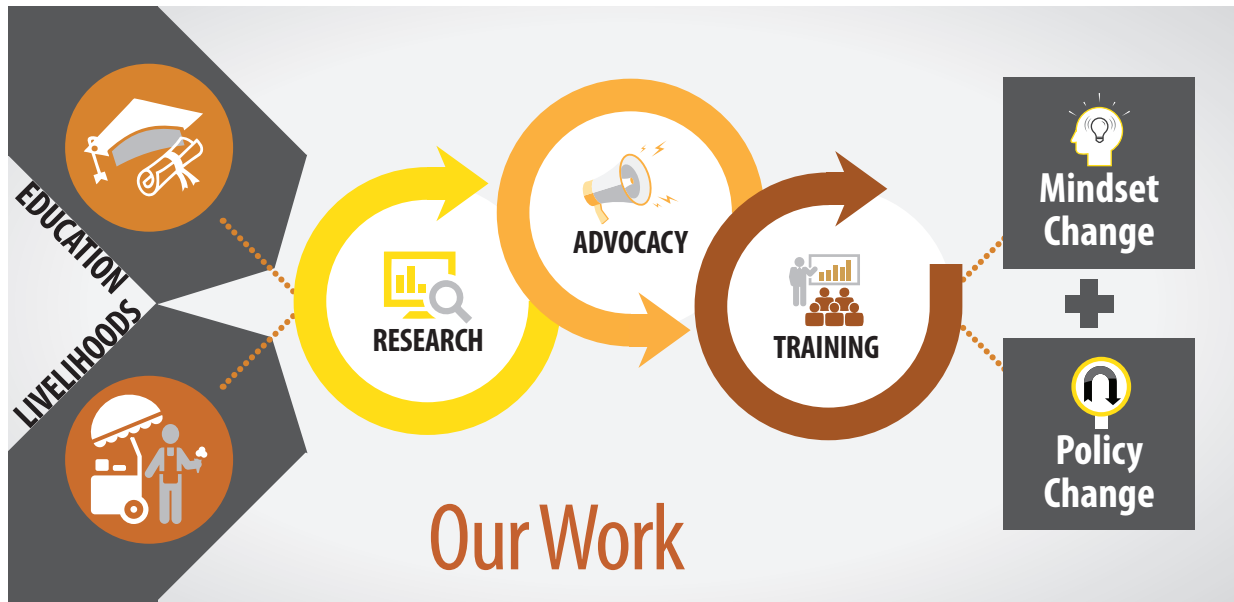 EDUCATION
LIVELIHOODS
RESEARCH
ADVOCACY
TRAINING
Mindset
Change
Policy
Change
Our Work